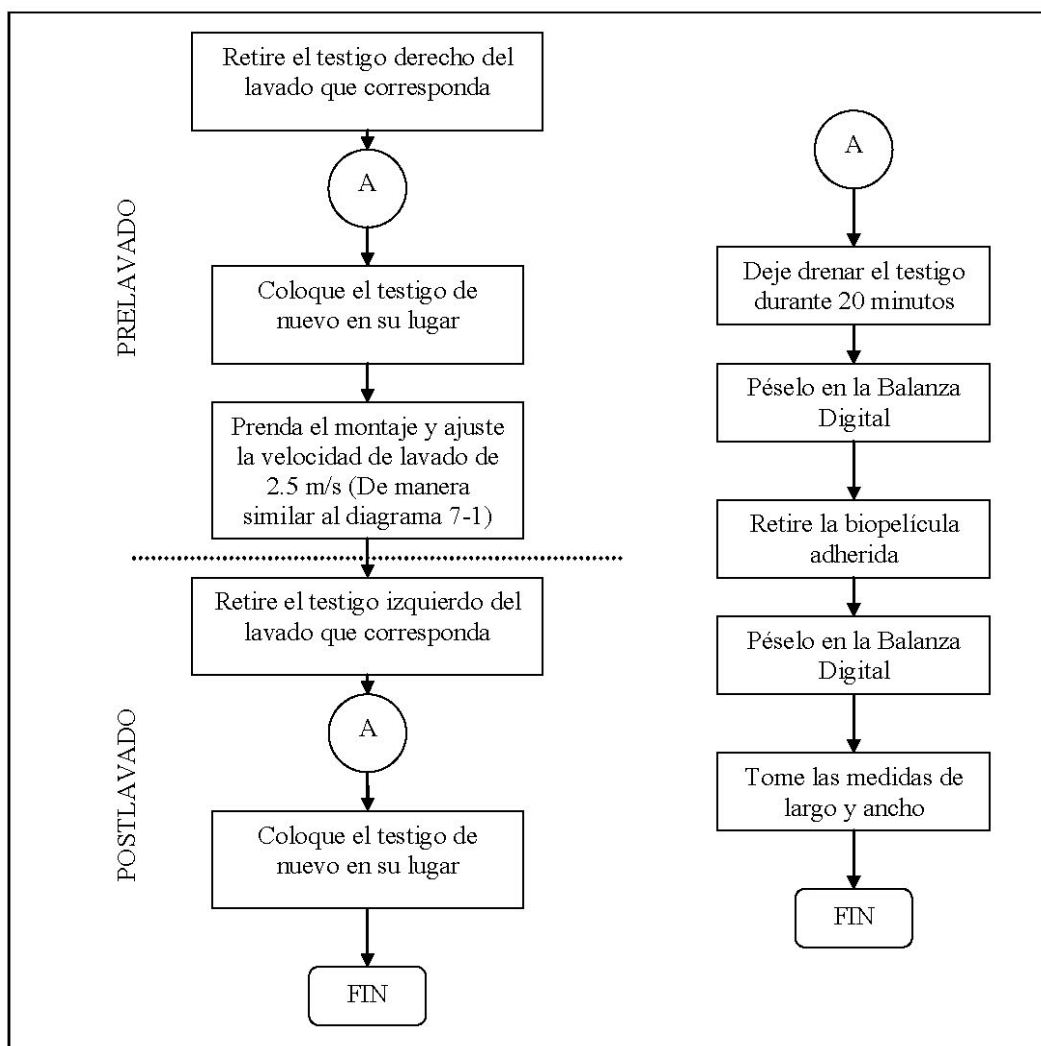 Retire el testigo derecho del
lavado que corresponda
A
PRELAVADO
Coloque el testigo de
nuevo en su lugar
Prenda el montaje y ajuste
la velocidad de lavado de
2.5 m/s (De manera
similar al diagrama 7-1)
Retire el testigo izquierdo del
lavado que corresponda
A
POSTLAVADO
Coloque el testigo de
nuevo en su lugar
FIN
A
Deje drenar el testigo
durante 20 minutos
Péselo en la Balanza
Digital
Retire la biopelícula
adherida
Péselo en la Balanza
Digital
Tome las medidas de
largo y ancho
FIN